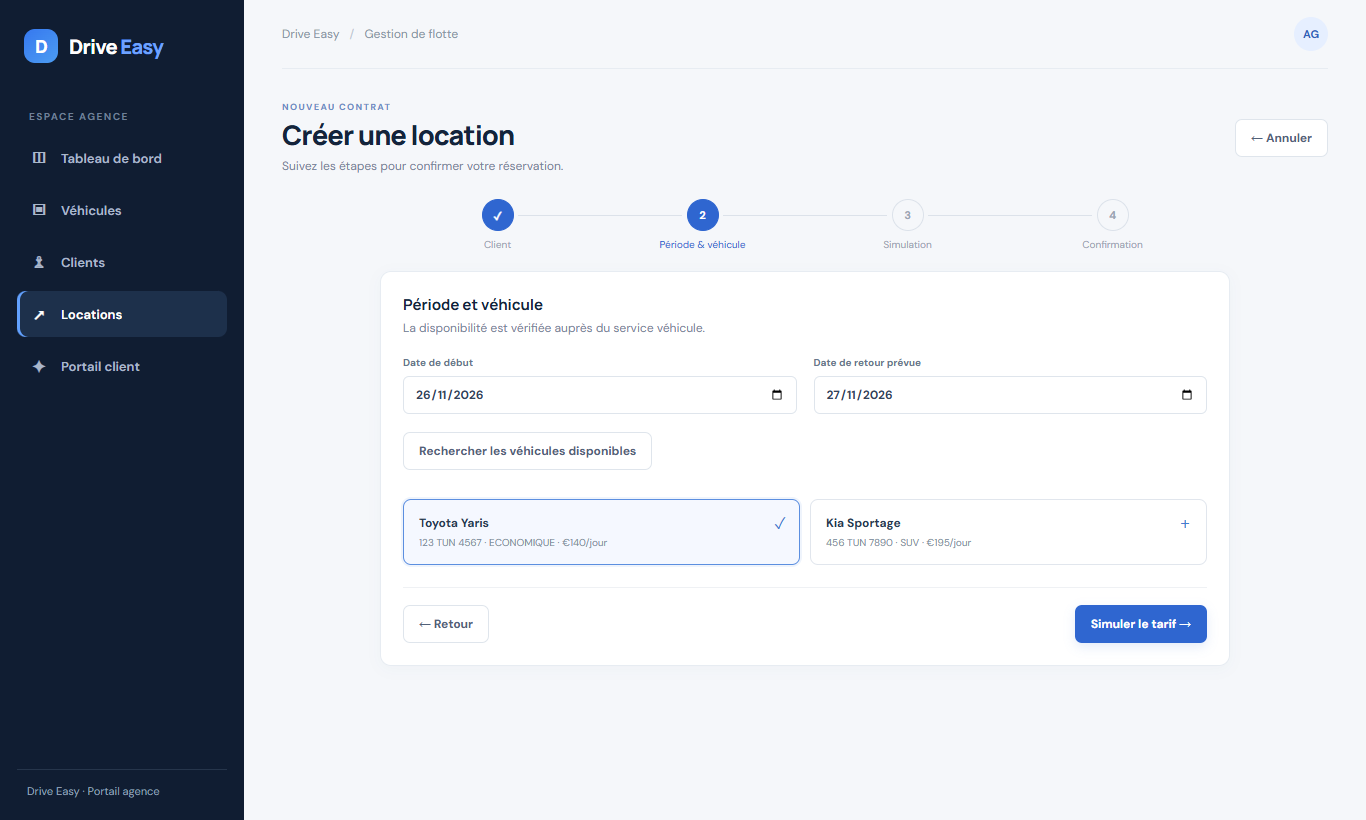 D Drive Easy
ESPACE AGENCE
Tableau de bord
Véhicules
Clients
Locations
Portail client
Drive Easy · Portail agence
Drive Easy / Gestion de flotte
AG
NOUVEAU CONTRAT
Créer une location
Suivez les étapes pour confirmer votre réservation.
← Annuler
✓ 2 3 4
Client Période & véhicule Simulation Confirmation
Période et véhicule
La disponibilité est vérifiée auprès du service véhicule.
Date de début Date de retour prévue
26/11/2026 27/11/2026
Rechercher les véhicules disponibles
Toyota Yaris ✓
123 TUN 4567 · ECONOMIQUE · €140/jour
Kia Sportage +
456 TUN 7890 · SUV · €195/jour
← Retour Simuler le tarif →